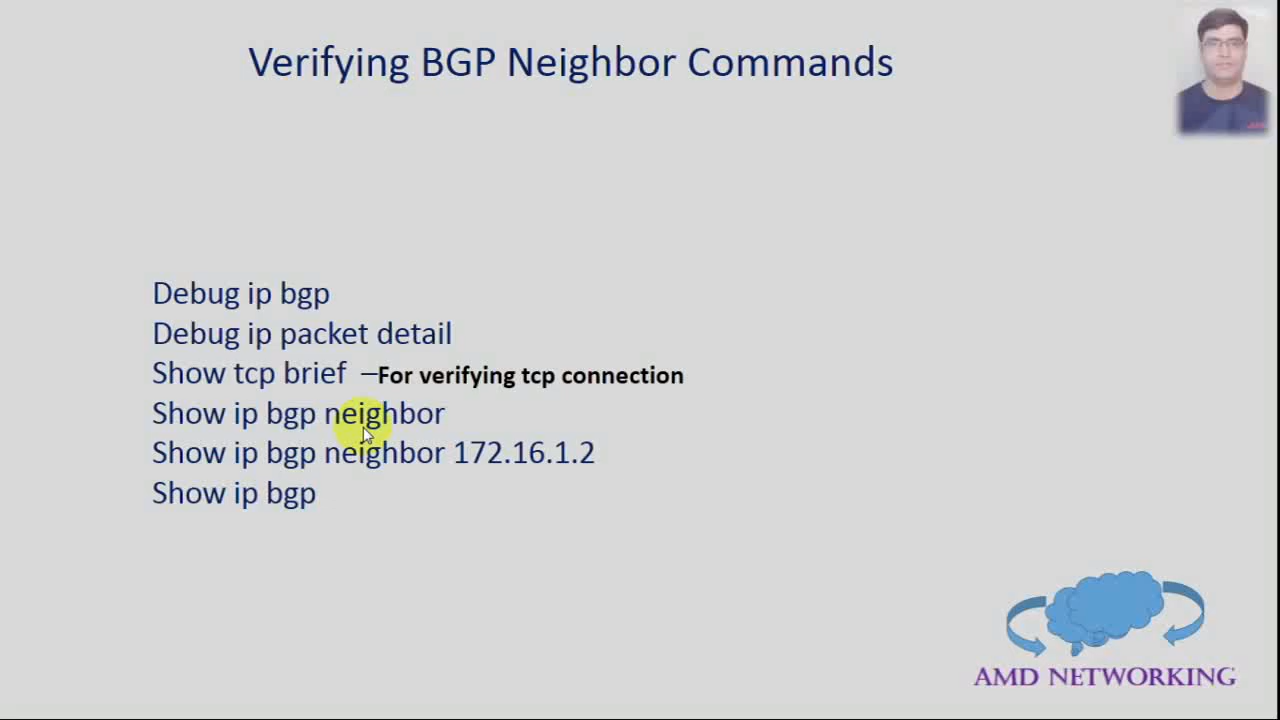 Verifying BGP Neighbor Commands
Debug ip bgp
Debug ip packet detail
Show tcp brief –For verifying tcp connection
Show ip bgp neighbor
Show ip bgp neighbor 172.16.1.2
Show ip bgp
AMD NETWORKING